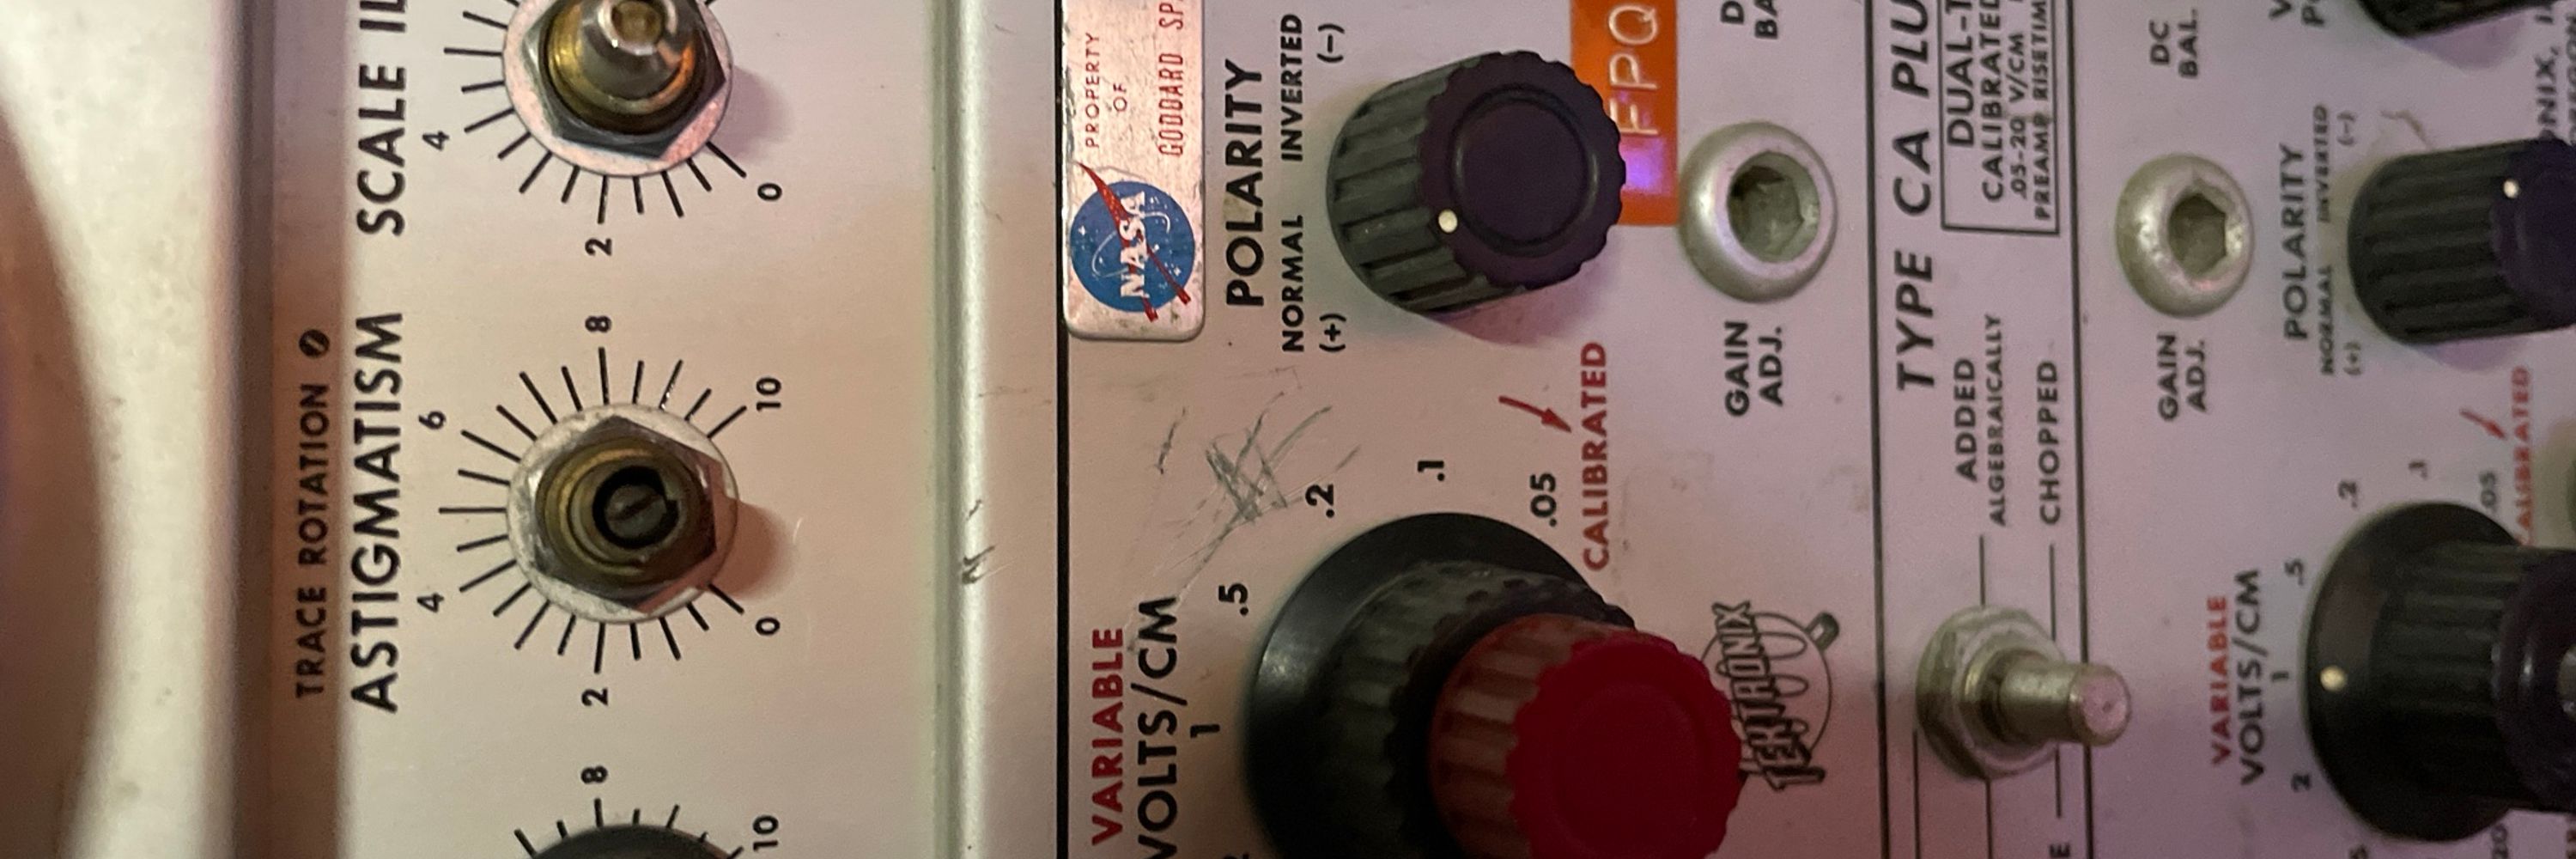 TRACE ROTATION
ASTIGMATISM
2
4
6
8
10
0
SCALE
0
2
4
8
10
PROPERTY
OF
GODDARD
NASA
POLARITY
NORMAL INVERTED
(+) (-)
FPQ
VARIABLE
VOLTS/CM
1
.5
.2
.1
.05
CALIBRATED
GAIN
ADJ.
TEKTRONIX
TYPE CA
CALIBRATED
.05-20 V/CM
PREAMP RISETIME
ADDED
ALGEBRAICALLY
CHOPPED
DC
BAL.
GAIN
ADJ.
POLARITY
NORMAL INVERTED
(+) (-)
VARIABLE
VOLTS/CM
2
1
.5
.2
.1
.05